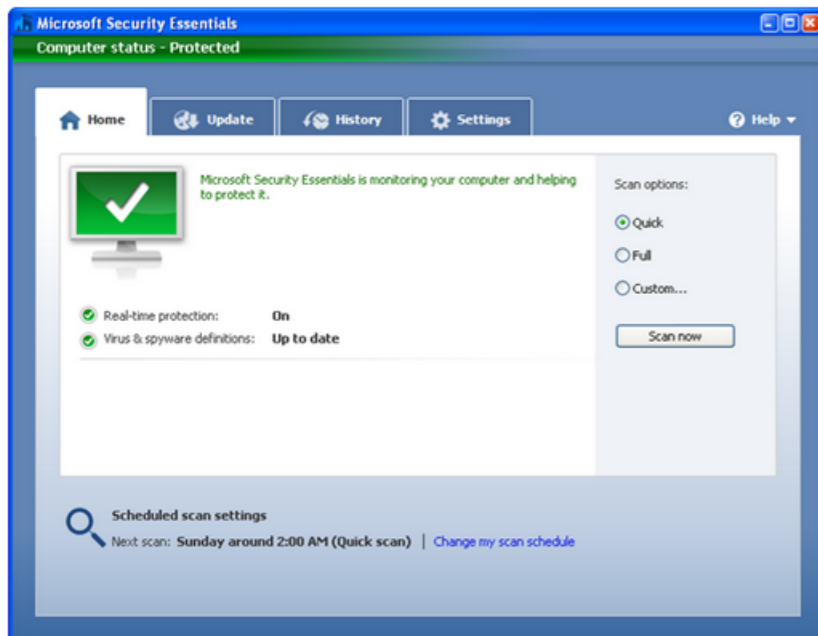 Microsoft Security Essentials
Computer status - Protected
Home
Update
History
Settings
Help
Microsoft Security Essentials is monitoring your computer and helping
to protect it.
Real-time protection: On
Virus & spyware definitions: Up to date
Scan options:
Quick
Full
Custom...
Scan now
Scheduled scan settings
Next scan: Sunday around 2:00 AM (Quick scan) | Change my scan schedule